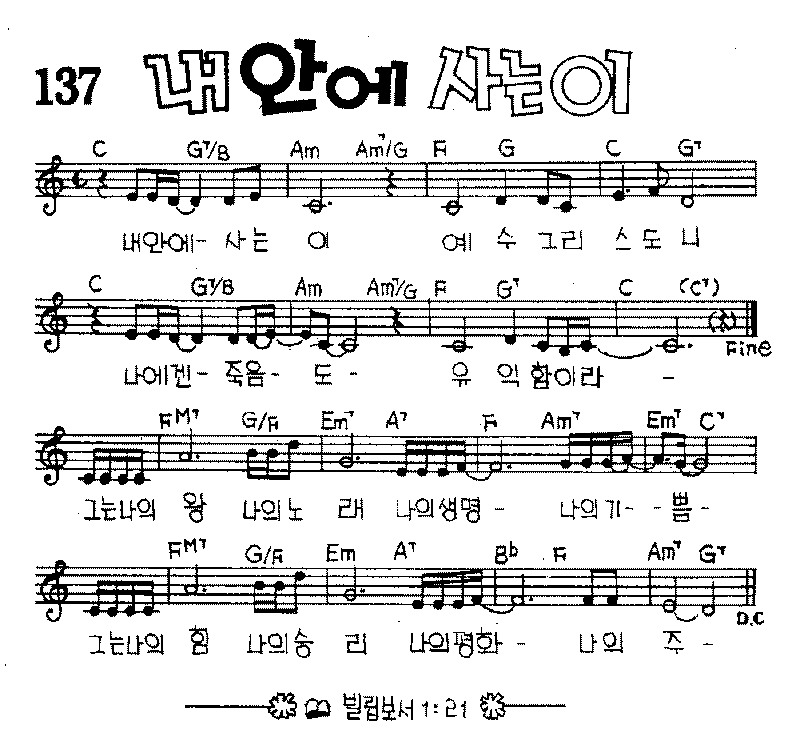 137 내 안에 사는 이
C G7/B Am Am7/G F G C G7
내안에- 사는 이 예 수 그리 스 도 니
C G7/B Am Am7/G F G7 C (C7)
Fine
나에겐- 죽음- 도 - 유 익 함이라 -
FM7 G/A Em7 A7 F Am7 Em7 C7
그는나의 왕 나의노 래 나의생명 - 나의기- - 쁨 -
FM7 G/A Em A7 Bb F Am7 G7
D.C
그는나의 힘 나의승 리 나의평화 - 나의 주 -
빌립보서 1:21